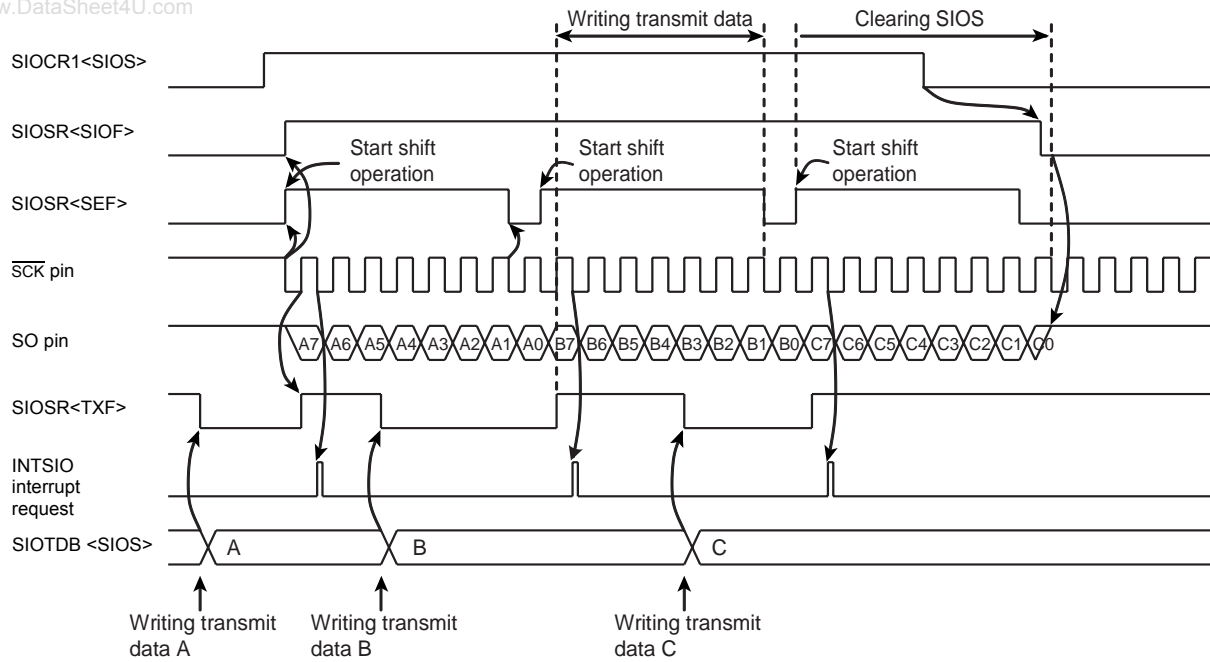 w.DataSheet4U.com
Writing transmit data
Clearing SIOS
SIOCR1<SIOS>
SIOSR<SIOF>
Start shift
operation
Start shift
operation
Start shift
operation
SIOSR<SEF>
SCK pin
SO pin
A7 A6 A5 A4 A3 A2 A1 A0 B7 B6 B5 B4 B3 B2 B1 B0 C7 C6 C5 C4 C3 C2 C1 C0
SIOSR<TXF>
INTSIO
interrupt
request
SIOTDB <SIOS>
A
B
C
Writing transmit
data A
Writing transmit
data B
Writing transmit
data C